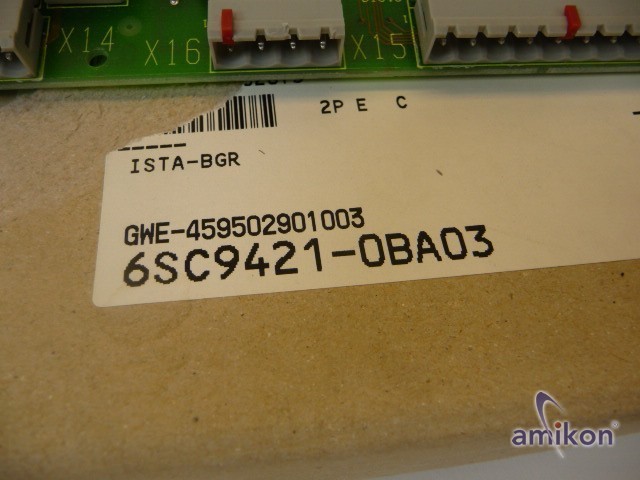 X14
X16
X15
2P E C
ISTA-BGR
GWE-459502901003
6SC9421-0BA03
amikon